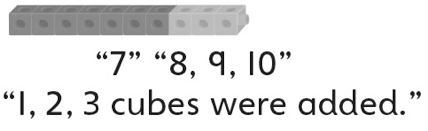 “7” “8, 9, 10”
“1, 2, 3 cubes were added.”